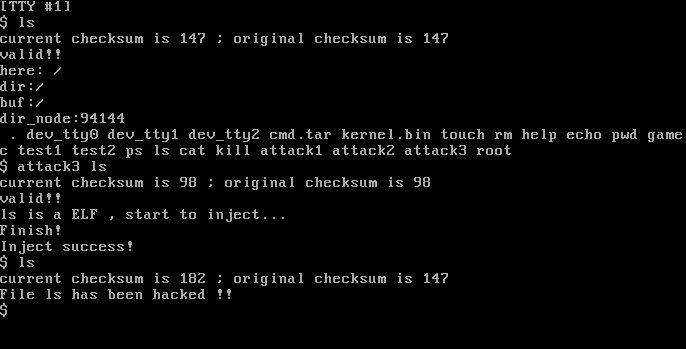 [TTY #1]
$ ls
current checksum is 147 ; original checksum is 147
valid!!
here: /
dir:/
buf:/
dir_node:94144
 . dev_tty0 dev_tty1 dev_tty2 cmd.tar kernel.bin touch rm help echo pwd game
c test1 test2 ps ls cat kill attack1 attack2 attack3 root
$ attack3 ls
current checksum is 98 ; original checksum is 98
valid!!
ls is a ELF , start to inject...
Finish!
Inject success!
$ ls
current checksum is 182 ; original checksum is 147
File ls has been hacked !!
$